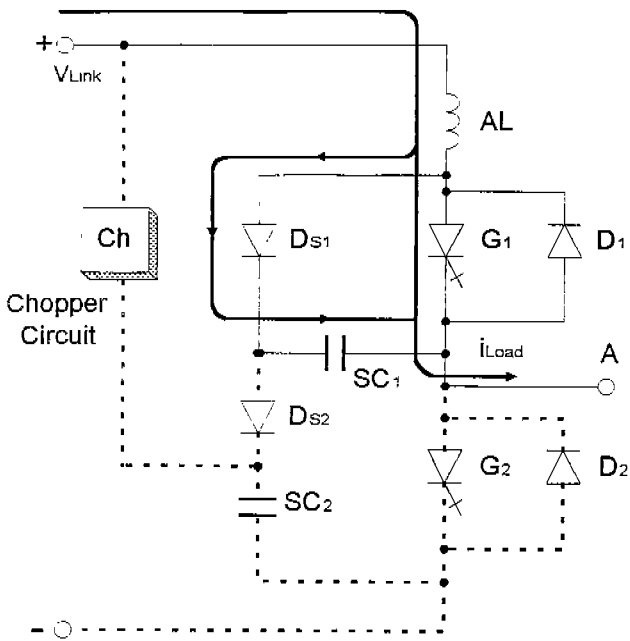 +
VLink
AL
Ch
DS1
G1
D1
Chopper
Circuit
iLoad
A
SC1
DS2
G2
D2
SC2
-